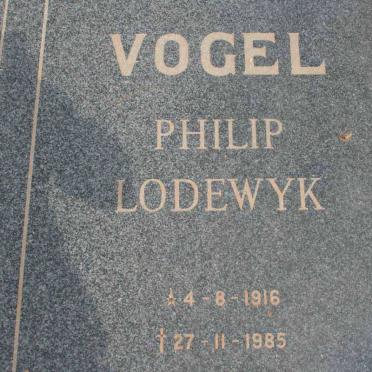 VOGEL
PHILIP
LODEWYK
☆ 4-8-1916
† 27-11-1985